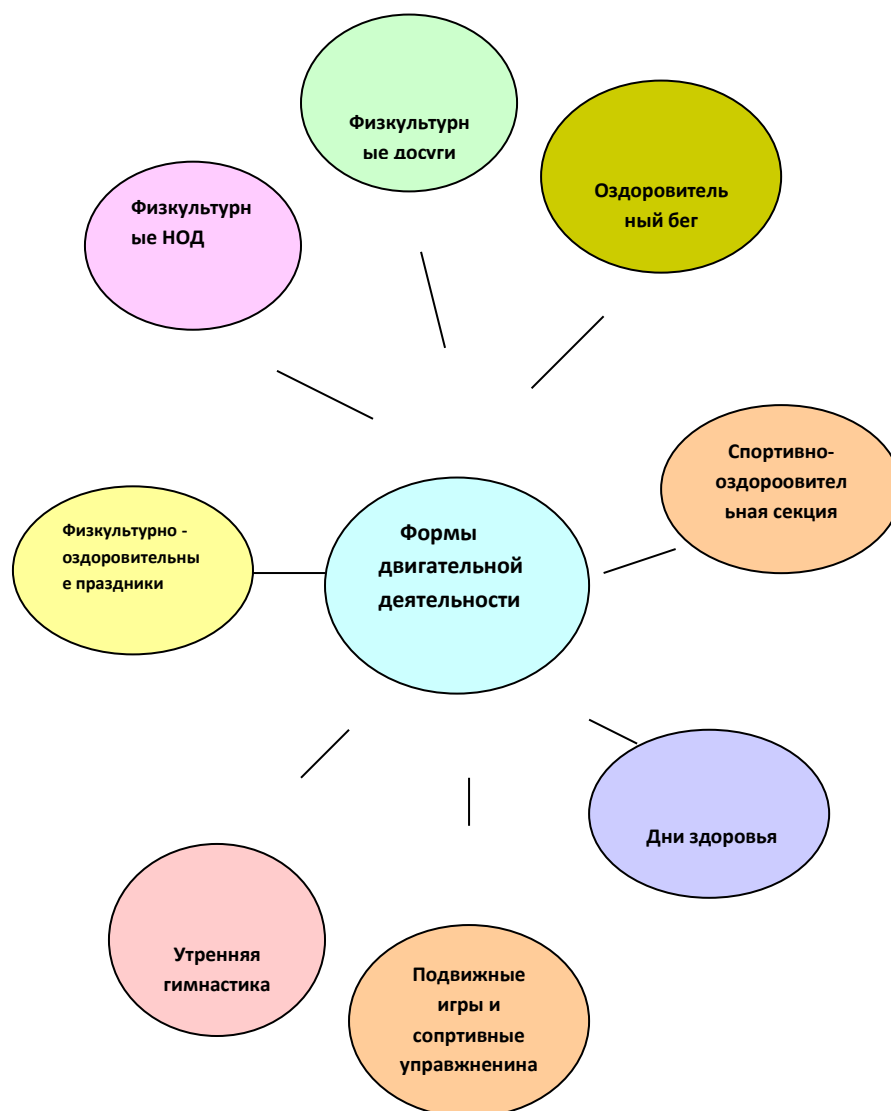 Физкультурн
ые досуги
Оздоровитель
ный бег
Физкультурн
ые НОД
Спортивно-
оздороовител
ьная секция
Формы
двигательной
деятельности
Физкультурно -
оздоровительны
е праздники
Дни здоровья
Утренняя
гимнастика
Подвижные
игры и
сопртивные
управжненина